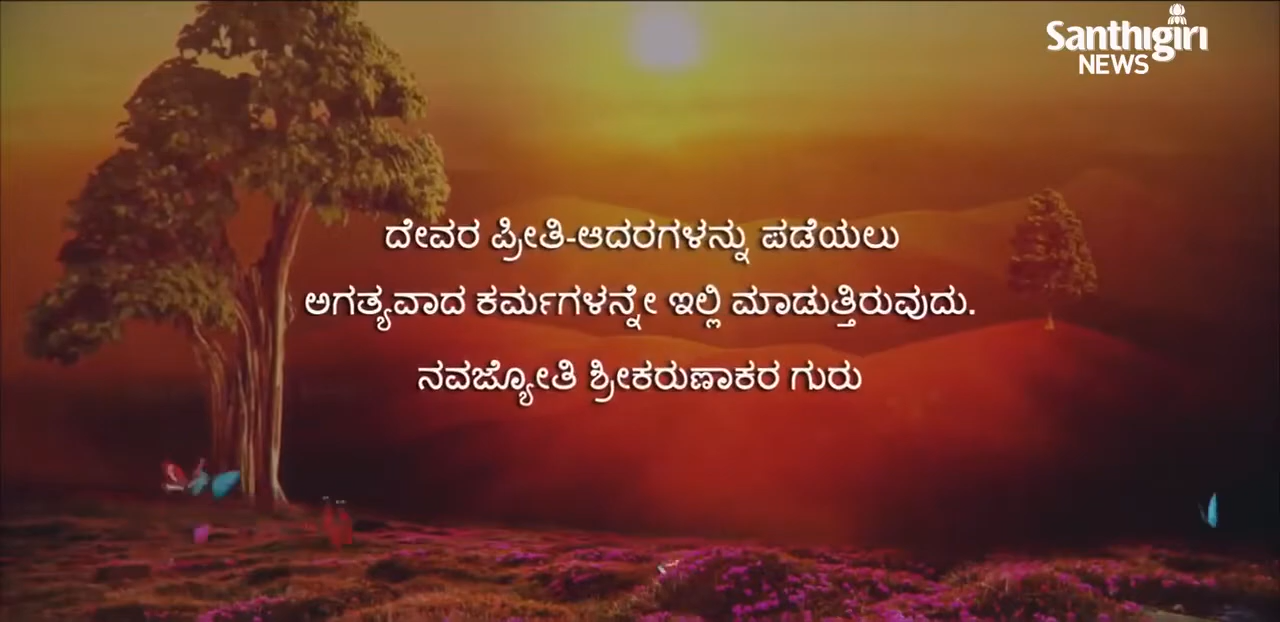 Santhigiri
NEWS
ದೇವರ ಪ್ರೀತಿ-ಆದರಗಳನ್ನು ಪಡೆಯಲು
ಅಗತ್ಯವಾದ ಕರ್ಮಗಳನ್ನೇ ಇಲ್ಲಿ ಮಾಡುತ್ತಿರುವುದು.
ನವಜ್ಯೋತಿ ಶ್ರೀಕರುಣಾಕರ ಗುರು